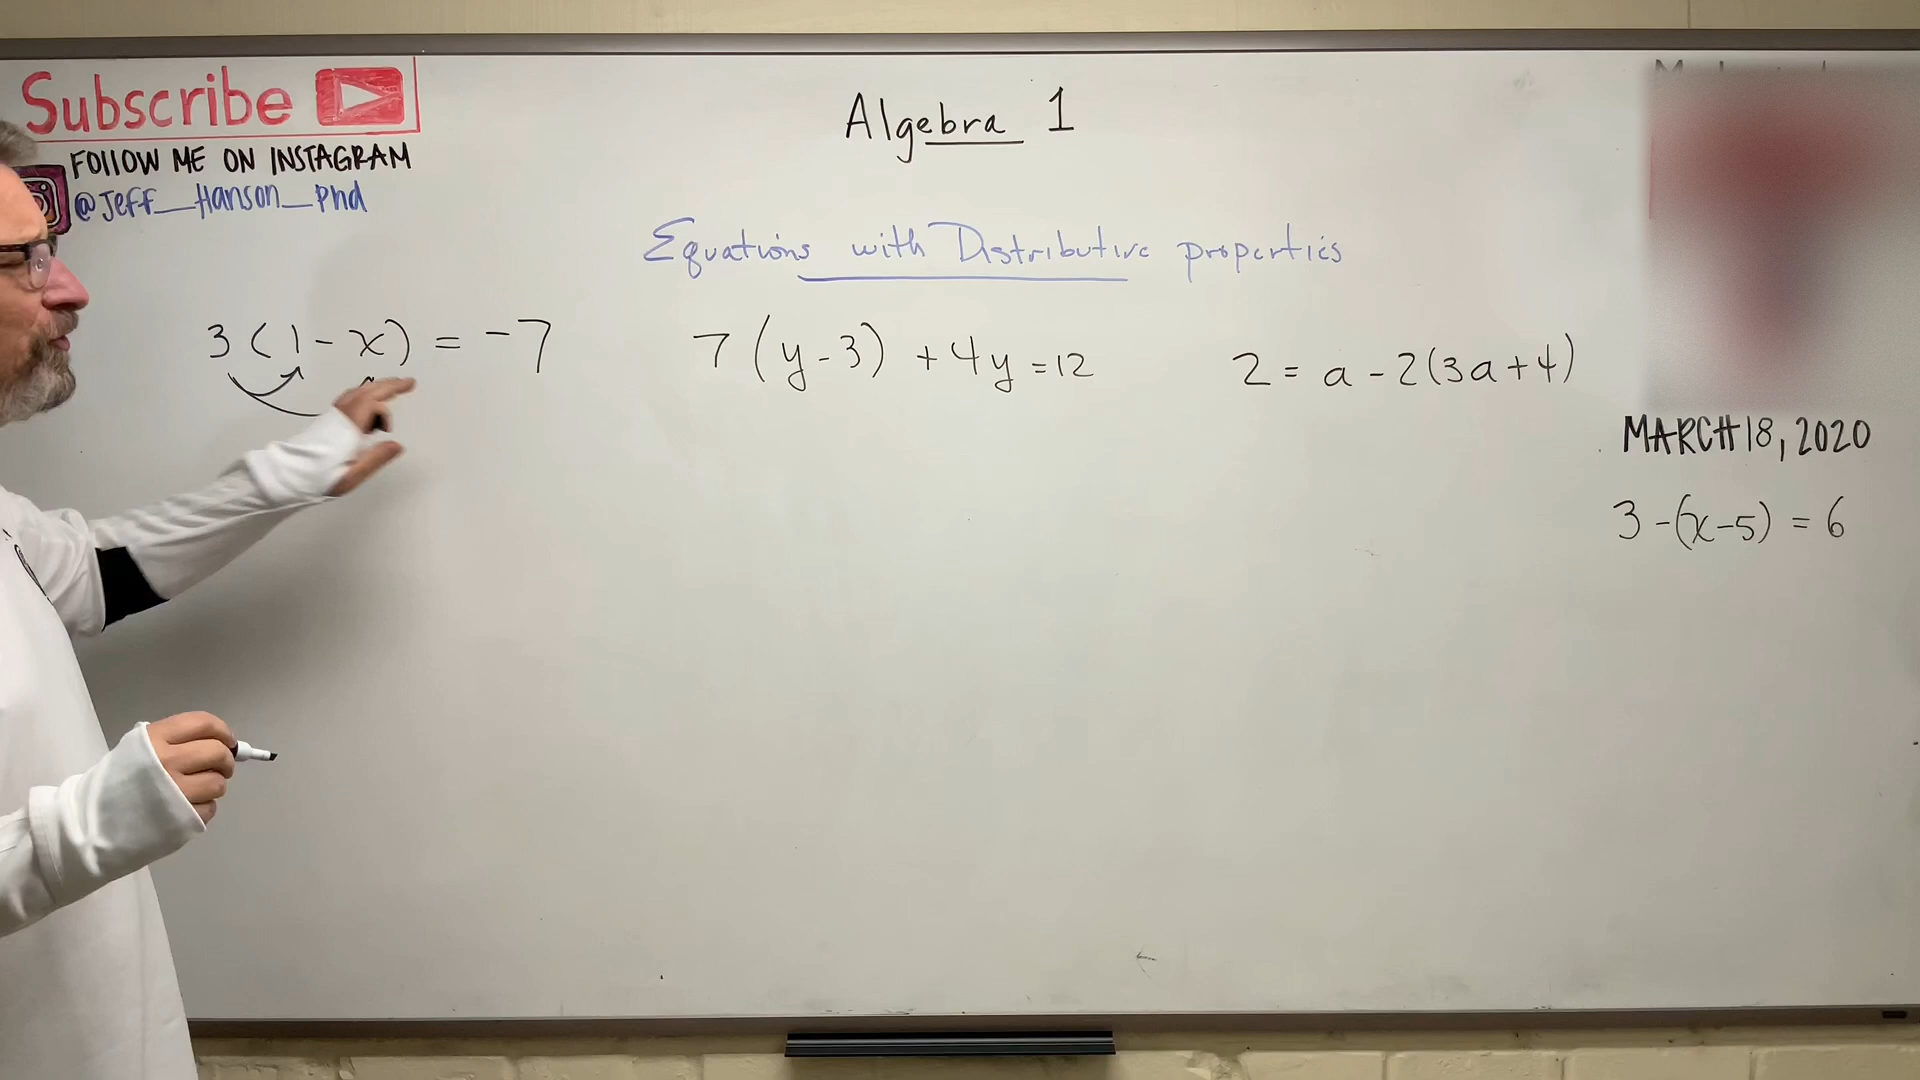 Subscribe
FOLLOW ME ON INSTAGRAM
@Jeff_Hanson_Phd
Algebra 1
Equations with Distributive properties
3(1-x) = -7
7(y-3) + 4y = 12
2 = a - 2(3a+4)
MARCH 18, 2020
3-(x-5) = 6